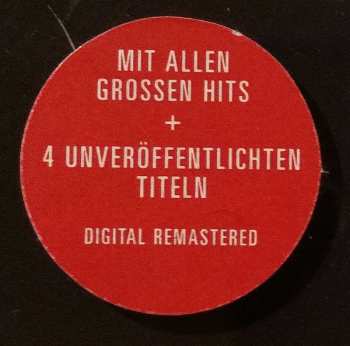 MIT ALLEN
GROSSEN HITS
+
4 UNVERÖFFENTLICHTEN
TITELN
DIGITAL REMASTERED